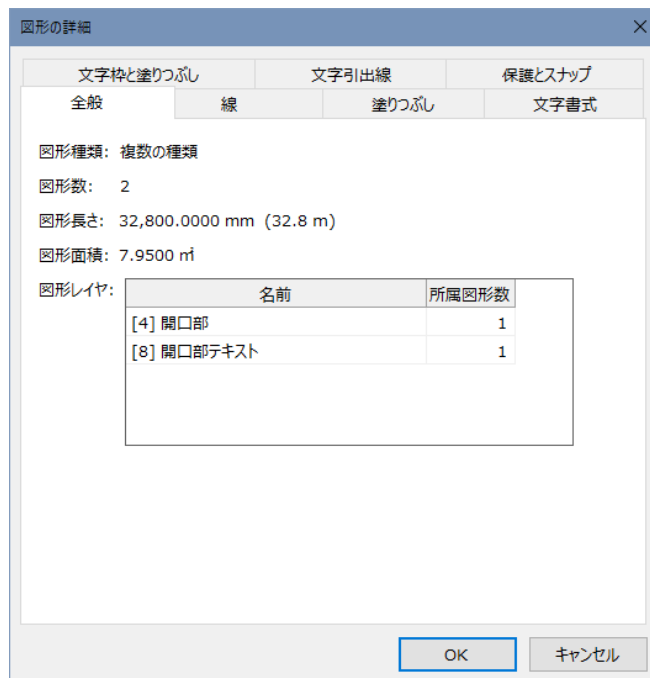 図形の詳細
文字枠と塗りつぶし 文字引出線 保護とスナップ
全般 線 塗りつぶし 文字書式
図形種類: 複数の種類
図形数: 2
図形長さ: 32,800.0000 mm (32.8 m)
図形面積: 7.9500 ㎡
図形レイヤ:
名前 所属図形数
[4] 開口部 1
[8] 開口部テキスト 1
OK キャンセル